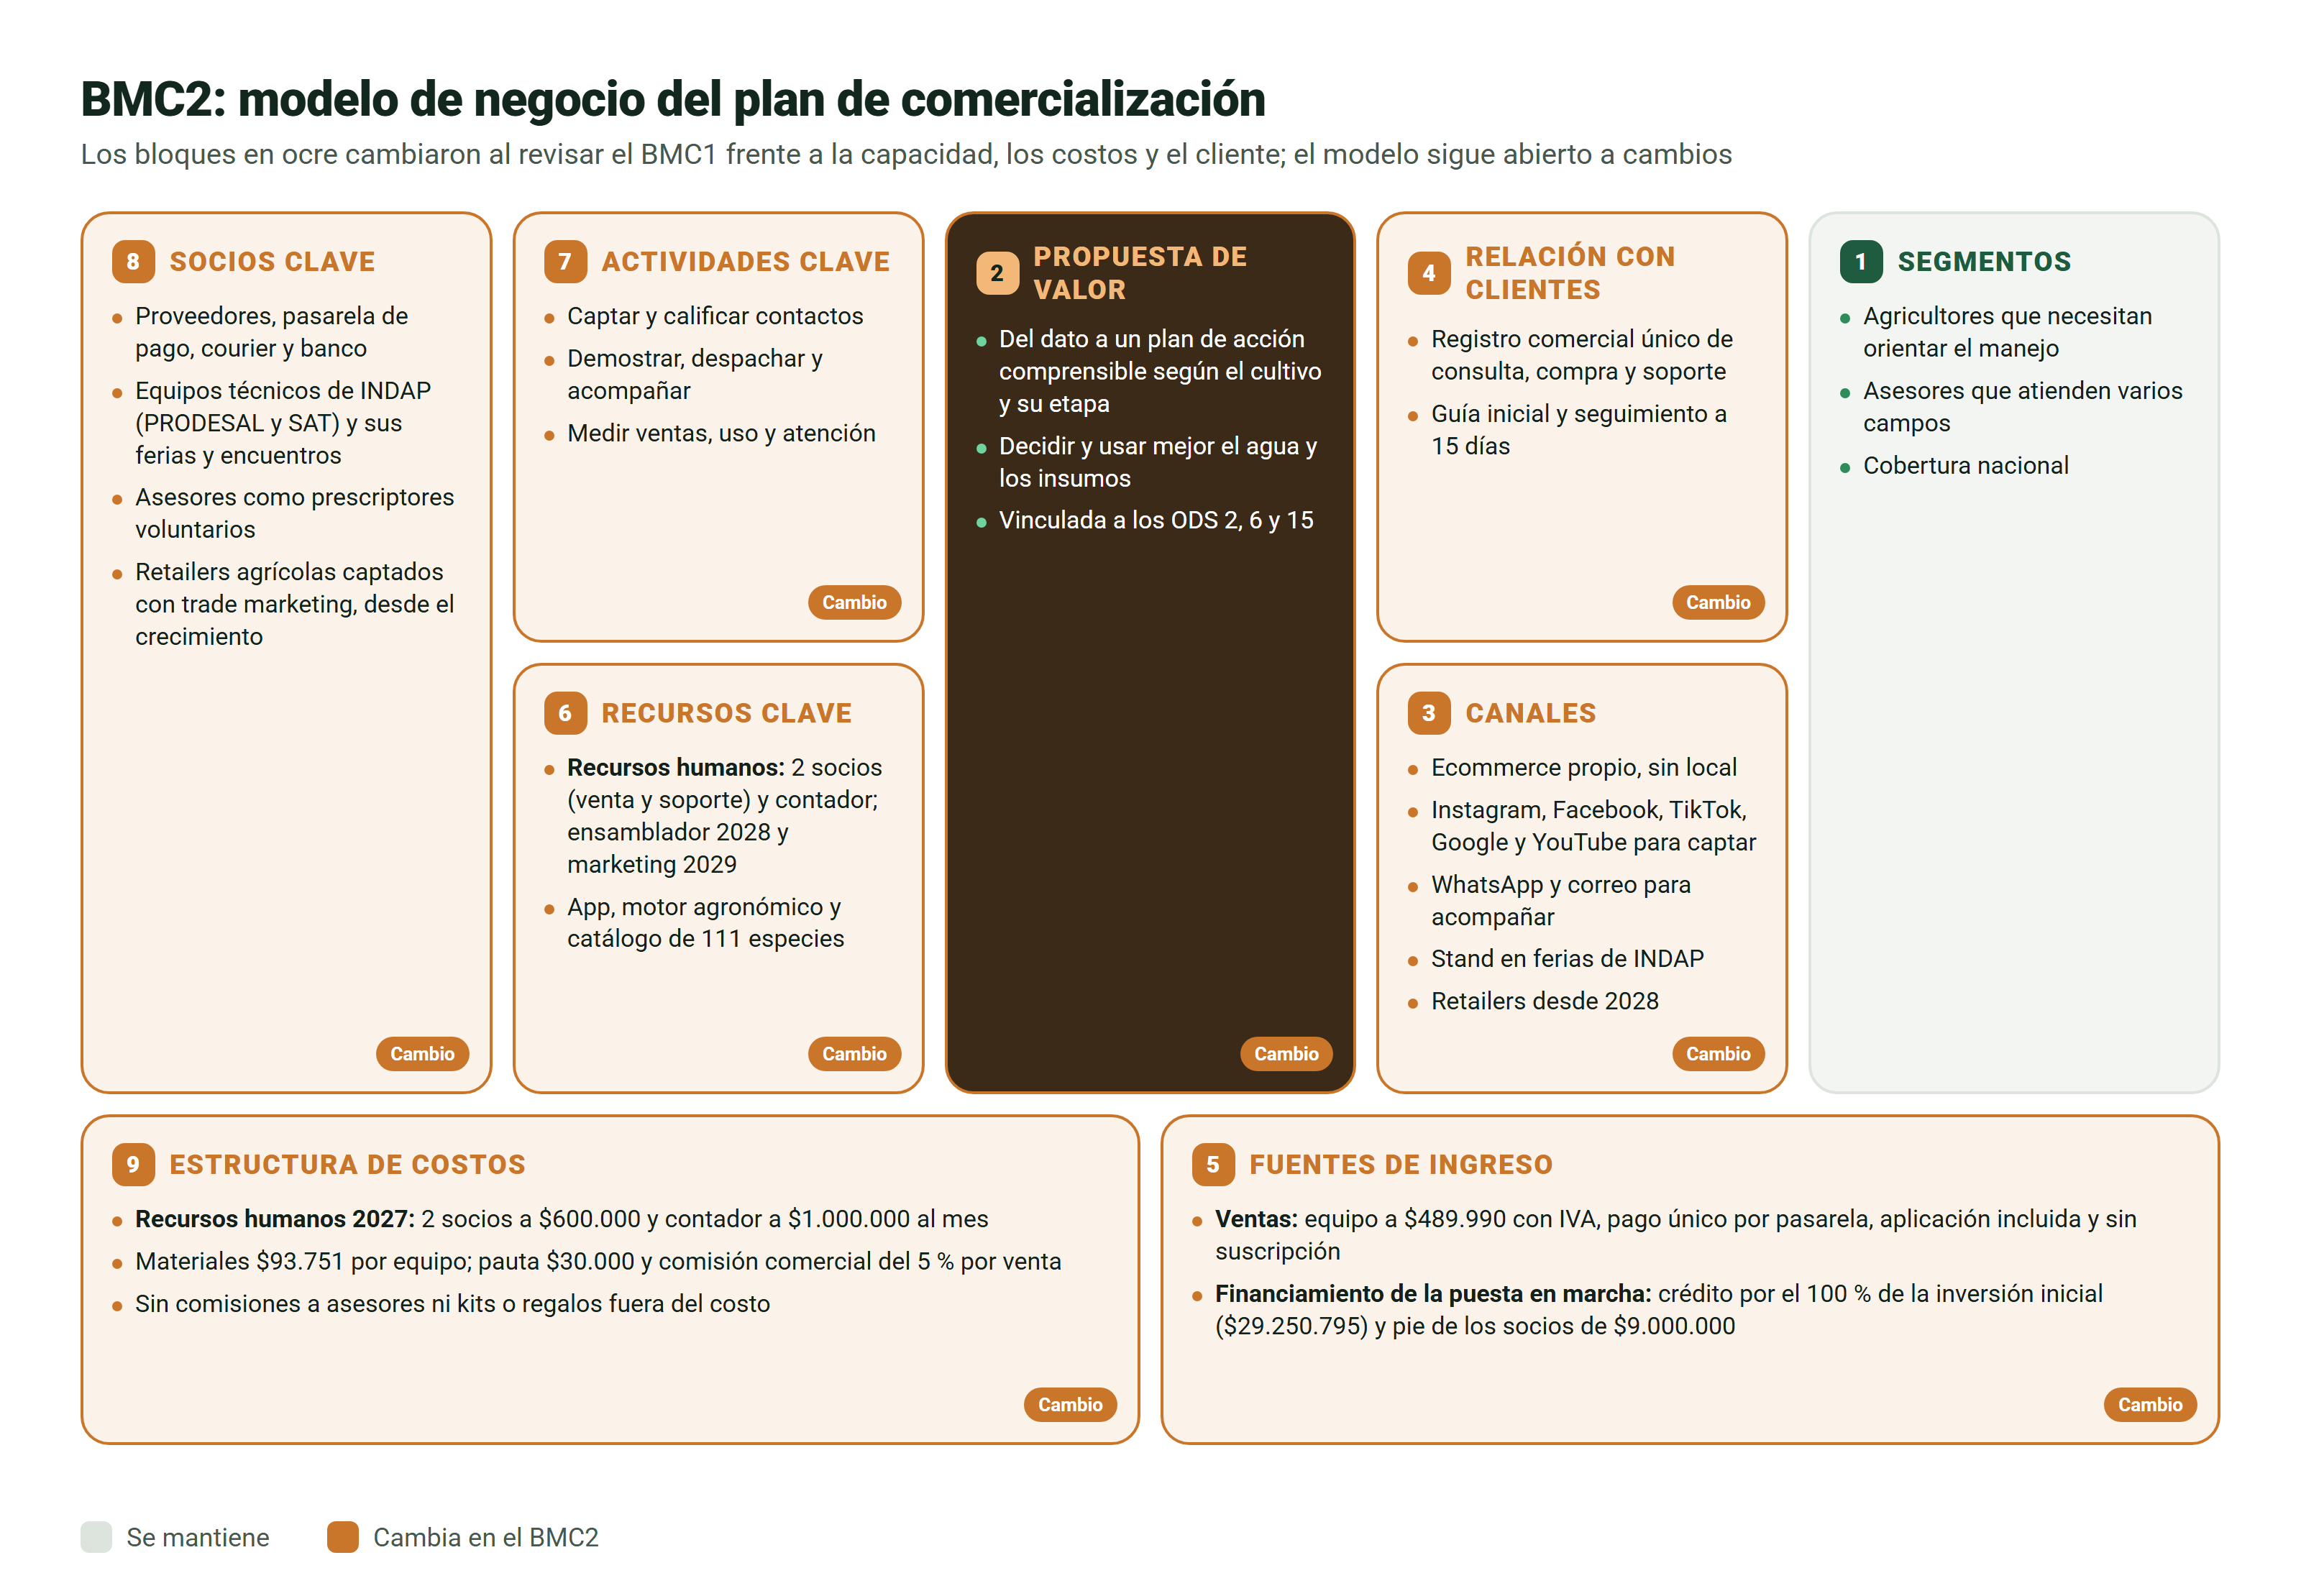 BMC2: modelo de negocio del plan de comercialización
Los bloques en ocre cambiaron al revisar el BMC1 frente a la capacidad, los costos y el cliente; el modelo sigue abierto a cambios
8 SOCIOS CLAVE
Proveedores, pasarela de
pago, courier y banco
Equipos técnicos de INDAP
(PRODESAL y SAT) y sus
ferias y encuentros
Asesores como prescriptores
voluntarios
Retailers agrícolas captados
con trade marketing, desde el
crecimiento
Cambio
7 ACTIVIDADES CLAVE
Captar y calificar contactos
Demostrar, despachar y
acompañar
Medir ventas, uso y atención
Cambio
6 RECURSOS CLAVE
Recursos humanos: 2 socios
(venta y soporte) y contador;
ensamblador 2028 y
marketing 2029
App, motor agronómico y
catálogo de 111 especies
Cambio
2 PROPUESTA DE
VALOR
Del dato a un plan de acción
comprensible según el cultivo
y su etapa
Decidir y usar mejor el agua y
los insumos
Vinculada a los ODS 2, 6 y 15
Cambio
4 RELACIÓN CON
CLIENTES
Registro comercial único de
consulta, compra y soporte
Guía inicial y seguimiento a
15 días
Cambio
3 CANALES
Ecommerce propio, sin local
Instagram, Facebook, TikTok,
Google y YouTube para captar
WhatsApp y correo para
acompañar
Stand en ferias de INDAP
Retailers desde 2028
Cambio
1 SEGMENTOS
Agricultores que necesitan
orientar el manejo
Asesores que atienden varios
campos
Cobertura nacional
9 ESTRUCTURA DE COSTOS
Recursos humanos 2027: 2 socios a $600.000 y contador a $1.000.000 al mes
Materiales $93.751 por equipo; pauta $30.000 y comisión comercial del 5 % por venta
Sin comisiones a asesores ni kits o regalos fuera del costo
Cambio
5 FUENTES DE INGRESO
Ventas: equipo a $489.990 con IVA, pago único por pasarela, aplicación incluida y sin
suscripción
Financiamiento de la puesta en marcha: crédito por el 100 % de la inversión inicial
($29.250.795) y pie de los socios de $9.000.000
Cambio
Se mantiene
Cambia en el BMC2